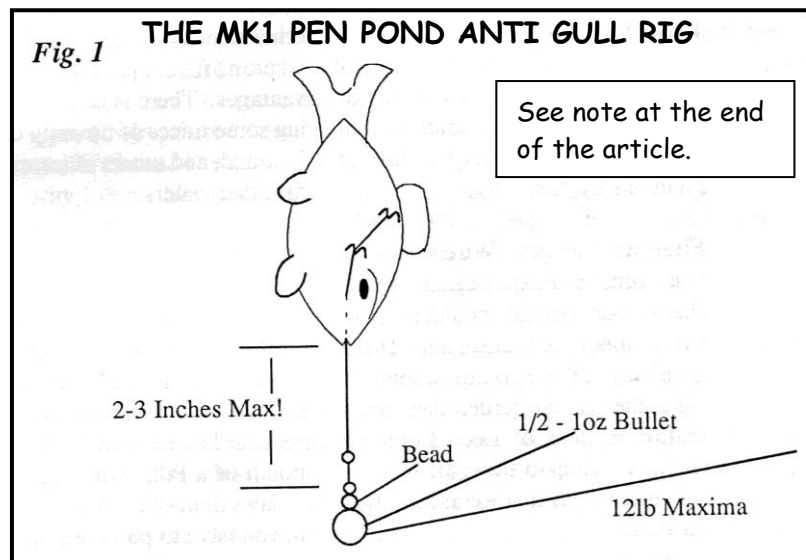 THE MK1 PEN POND ANTI GULL RIG
Fig. 1
See note at the end
of the article.
2-3 Inches Max!
1/2 - 1oz Bullet
Bead
12lb Maxima